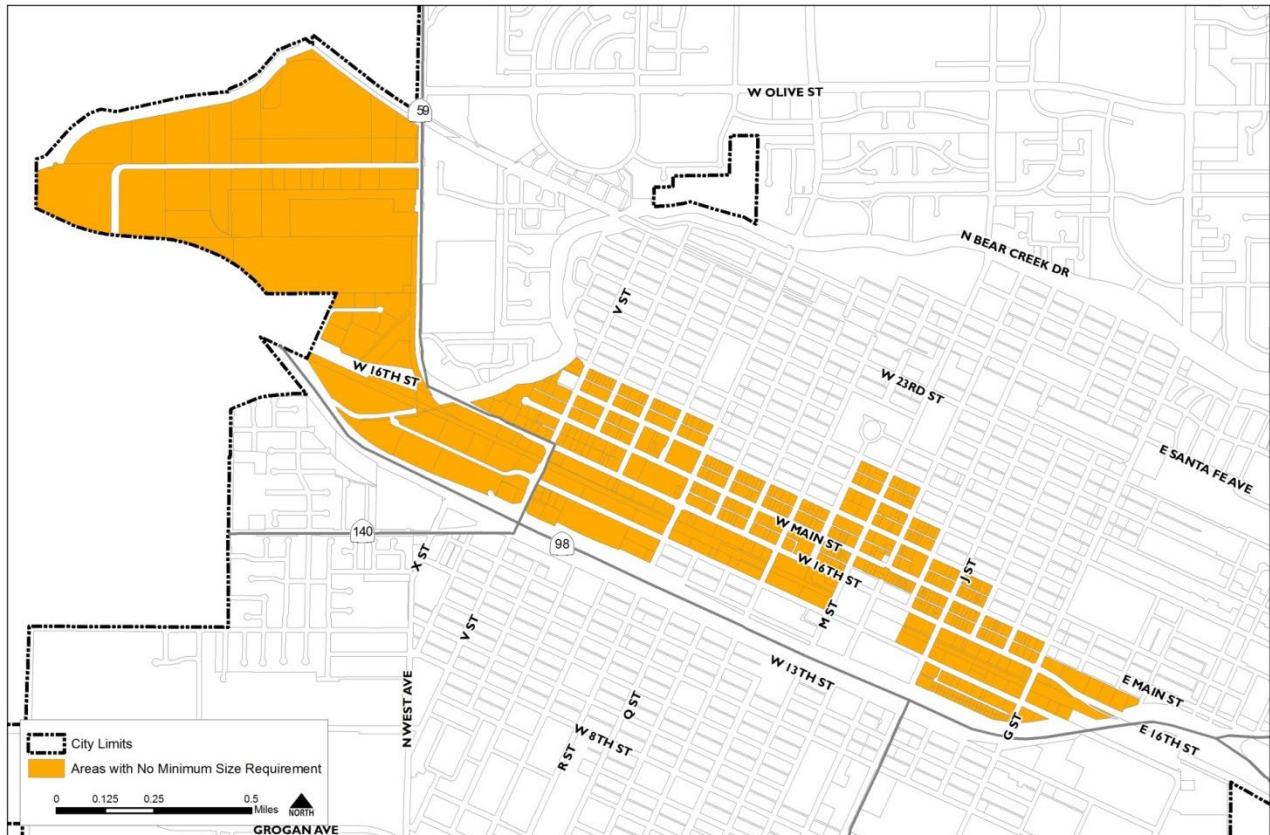 59
W OLIVE ST
N BEAR CREEK DR
V ST
W 16TH ST
W 23RD ST
E SANTA FE AVE
140
98
W MAIN ST
W 16TH ST
J ST
X ST
V ST
M ST
W 13TH ST
E MAIN ST
N WEST AVE
Q ST
W 8TH ST
R ST
G ST
E 16TH ST
City Limits
Areas with No Minimum Size Requirement
0 0.125 0.25 0.5
Miles
NORTH
GROGAN AVE